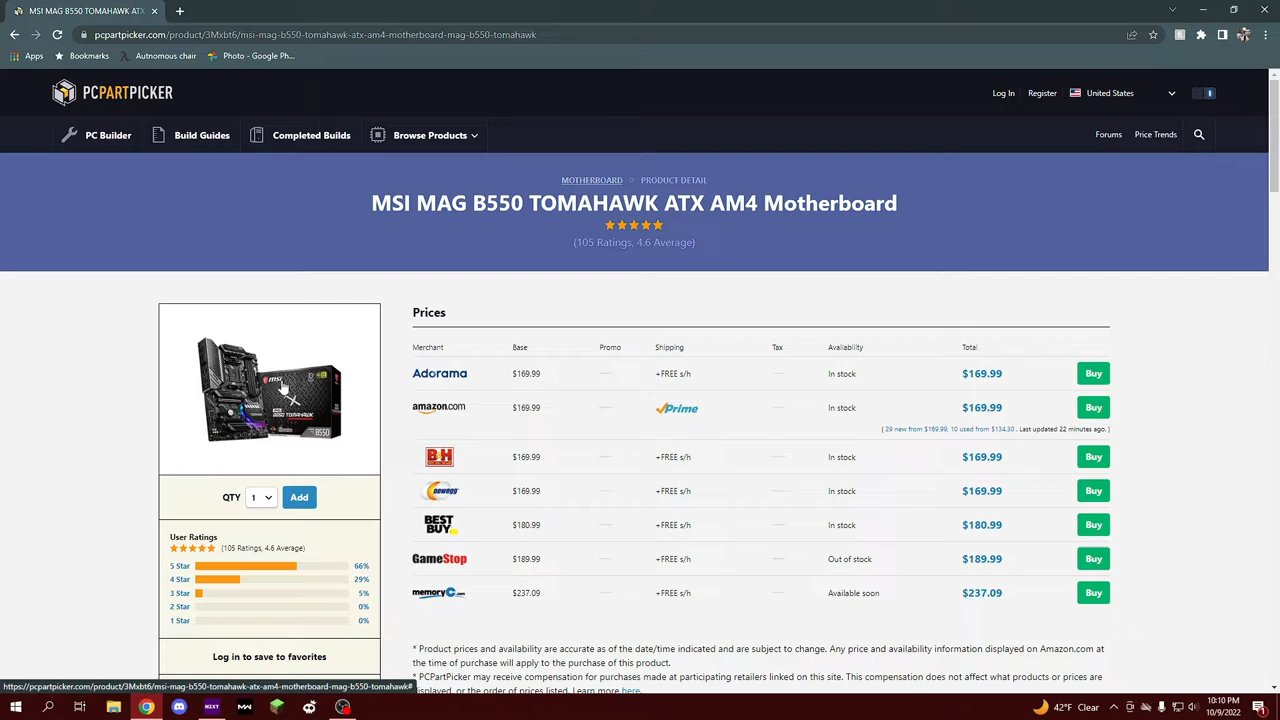 MSI MAG B550 TOMAHAWK ATX
pcpartpicker.com/product/3Mxbt6/msi-mag-b550-tomahawk-atx-am4-motherboard-mag-b550-tomahawk
Apps Bookmarks Autnomous chair Photo - Google Ph...
PCPARTPICKER
Log In Register United States
PC Builder Build Guides Completed Builds Browse Products
Forums Price Trends
MOTHERBOARD PRODUCT DETAIL
MSI MAG B550 TOMAHAWK ATX AM4 Motherboard
(105 Ratings, 4.6 Average)
Prices
Merchant Base Promo Shipping Tax Availability Total
Adorama $169.99 — +FREE s/h — In stock $169.99 Buy
amazon.com $169.99 — Prime — In stock $169.99 Buy
( 29 new from $169.99, 10 used from $134.30 . Last updated 22 minutes ago. )
B&H $169.99 — +FREE s/h — In stock $169.99 Buy
newegg $169.99 — +FREE s/h — In stock $169.99 Buy
BEST BUY $180.99 — +FREE s/h — In stock $180.99 Buy
GameStop $189.99 — +FREE s/h — Out of stock $189.99 Buy
memoryC.com $237.09 — +FREE s/h — Available soon $237.09 Buy
msi
B550 TOMAHAWK
B550
QTY 1 Add
User Ratings
(105 Ratings, 4.6 Average)
5 Star 66%
4 Star 29%
3 Star 5%
2 Star 0%
1 Star 0%
Log in to save to favorites
* Product prices and availability are accurate as of the date/time indicated and are subject to change. Any price and availability information displayed on Amazon.com at
the time of purchase will apply to the purchase of this product.
* PCPartPicker may receive compensation for purchases made at participating retailers linked on this site. This compensation does not affect what products or prices are
displayed, or the order of prices listed. Learn more here.
https://pcpartpicker.com/product/3Mxbt6/msi-mag-b550-tomahawk-atx-am4-motherboard-mag-b550-tomahawk#
NZXT MW
42°F Clear
10:10 PM
10/9/2022
1